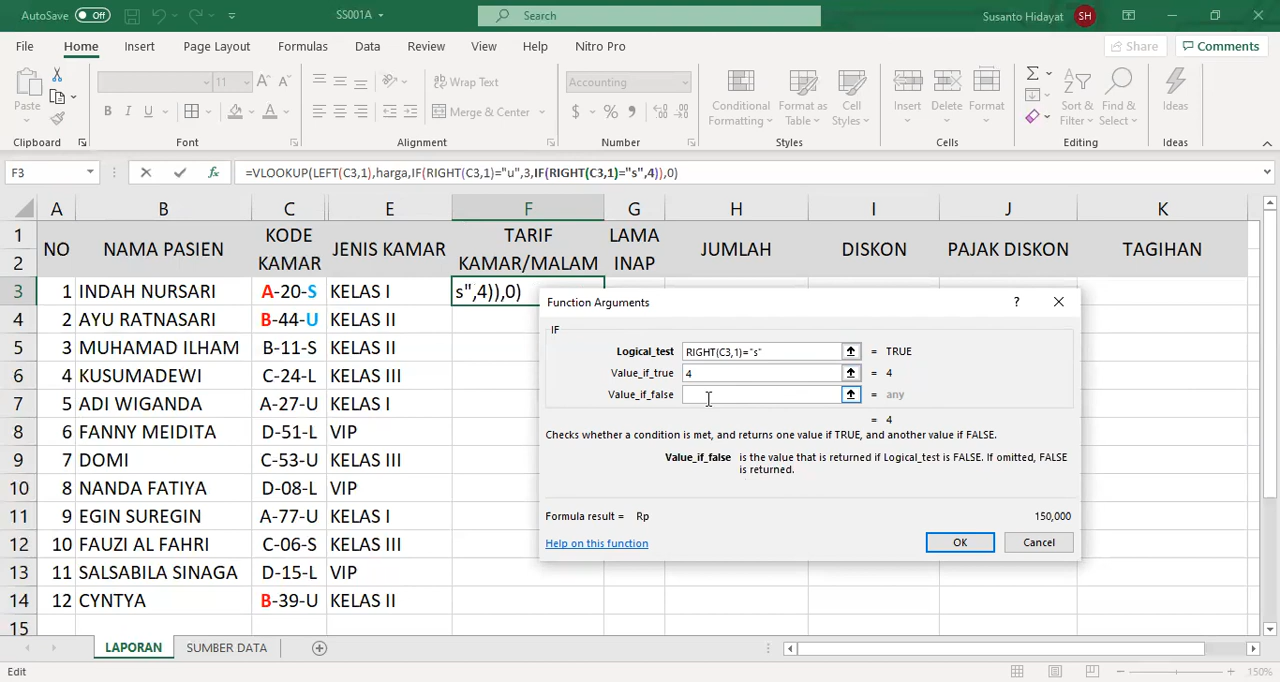 AutoSave Off SS001A Search Susanto Hidayat SH
File Home Insert Page Layout Formulas Data Review View Help Nitro Pro Share Comments
Paste 11 A A Wrap Text Accounting Conditional Formatting Format as Table Cell Styles Insert Delete Format Sort & Filter Find & Select Ideas
B I U A Merge & Center $ % ,
Clipboard Font Alignment Number Styles Cells Editing Ideas
F3 fx =VLOOKUP(LEFT(C3,1),harga,IF(RIGHT(C3,1)="u",3,IF(RIGHT(C3,1)="s",4)),0)
A B C E F G H I J K
1 2 NO NAMA PASIEN KODE KAMAR JENIS KAMAR TARIF KAMAR/MALAM LAMA INAP JUMLAH DISKON PAJAK DISKON TAGIHAN
3 1 INDAH NURSARI A-20-S KELAS I s",4)),0)
4 2 AYU RATNASARI B-44-U KELAS II
5 3 MUHAMAD ILHAM B-11-S KELAS II
6 4 KUSUMADEWI C-24-L KELAS III
7 5 ADI WIGANDA A-27-U KELAS I
8 6 FANNY MEIDITA D-51-L VIP
9 7 DOMI C-53-U KELAS III
10 8 NANDA FATIYA D-08-L VIP
11 9 EGIN SUREGIN A-77-U KELAS I
12 10 FAUZI AL FAHRI C-06-S KELAS III
13 11 SALSABILA SINAGA D-15-L VIP
14 12 CYNTYA B-39-U KELAS II
15
Function Arguments ?
IF
Logical_test RIGHT(C3,1)="s" = TRUE
Value_if_true 4 = 4
Value_if_false = any
= 4
Checks whether a condition is met, and returns one value if TRUE, and another value if FALSE.
Value_if_false is the value that is returned if Logical_test is FALSE. If omitted, FALSE
is returned.
Formula result = Rp 150,000
Help on this function OK Cancel
LAPORAN SUMBER DATA
Edit 150%